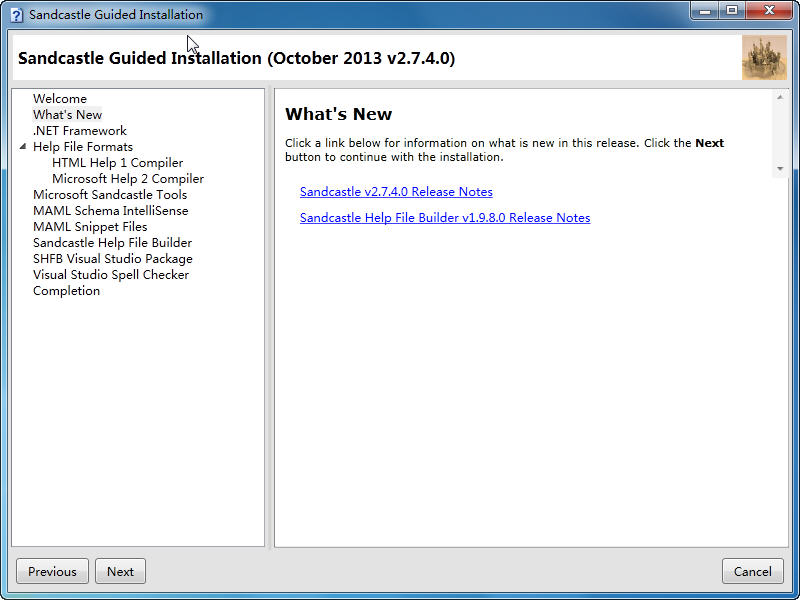 Sandcastle Guided Installation
Sandcastle Guided Installation (October 2013 v2.7.4.0)
Welcome
What's New
.NET Framework
Help File Formats
HTML Help 1 Compiler
Microsoft Help 2 Compiler
Microsoft Sandcastle Tools
MAML Schema IntelliSense
MAML Snippet Files
Sandcastle Help File Builder
SHFB Visual Studio Package
Visual Studio Spell Checker
Completion
What's New
Click a link below for information on what is new in this release. Click the Next
button to continue with the installation.
Sandcastle v2.7.4.0 Release Notes
Sandcastle Help File Builder v1.9.8.0 Release Notes
Previous
Next
Cancel